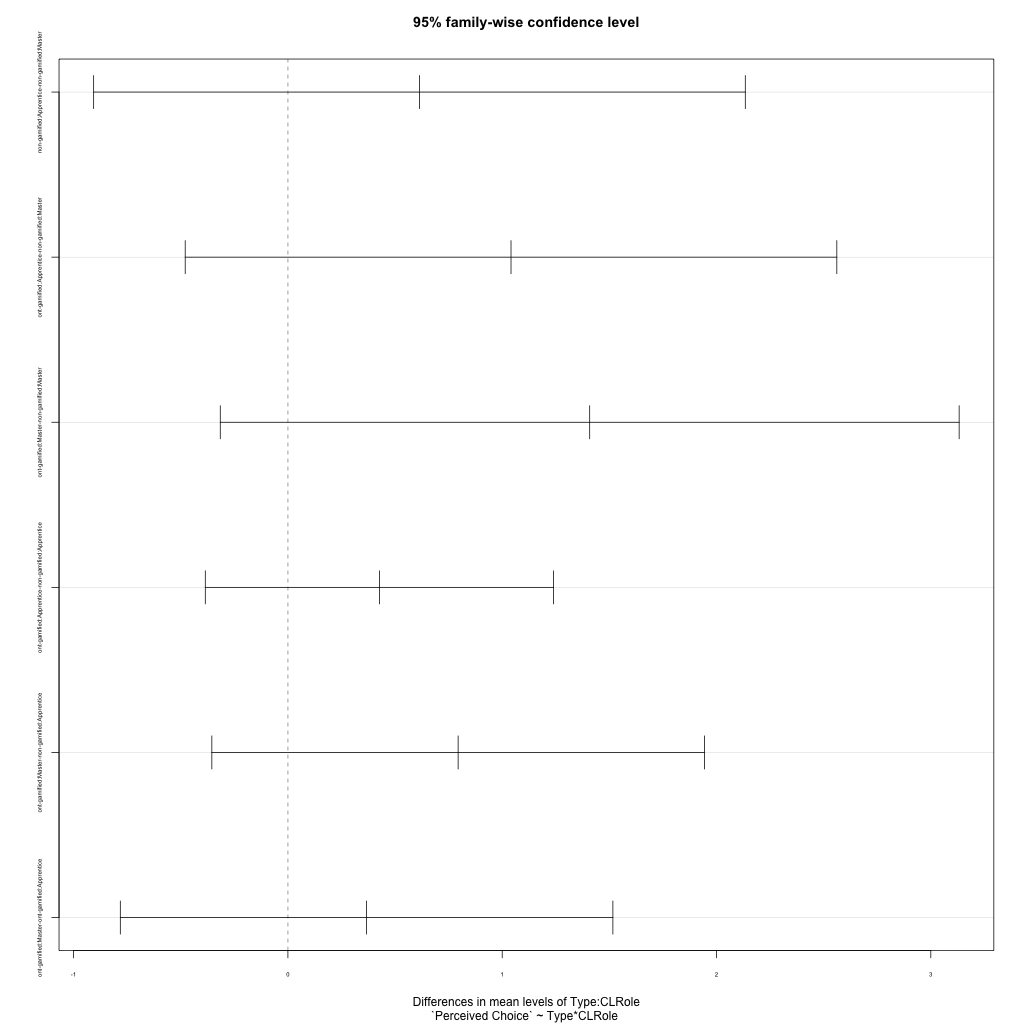 95% family-wise confidence level
non-gamified:Apprentice-non-gamified:Master
ont-gamified:Apprentice-non-gamified:Master
ont-gamified:Master-non-gamified:Master
ont-gamified:Apprentice-non-gamified:Apprentice
ont-gamified:Master-non-gamified:Apprentice
ont-gamified:Master-ont-gamified:Apprentice
-1 0 1 2 3
Differences in mean levels of Type:CLRole
`Perceived Choice` ~ Type*CLRole